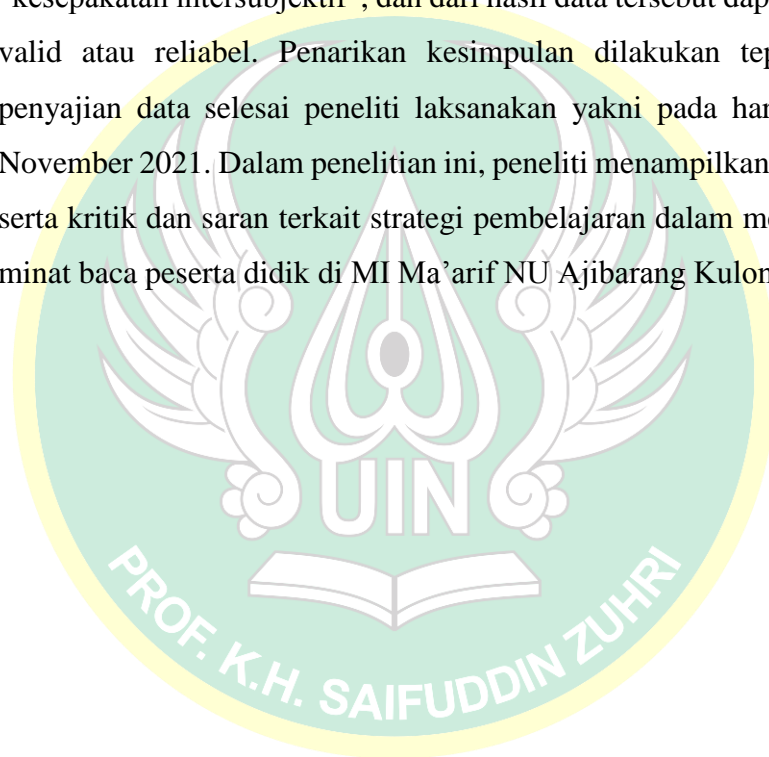 kesepakatan intersubjektif", dan dari hasil data tersebut dap
valid atau reliabel. Penarikan kesimpulan dilakukan tep
penyajian data selesai peneliti laksanakan yakni pada har
November 2021. Dalam penelitian ini, peneliti menampilkan
serta kritik dan saran terkait strategi pembelajaran dalam me
minat baca peserta didik di MI Ma'arif NU Ajibarang Kulon
UIN
PROF. K.H. SAIFUDDIN ZUHRI